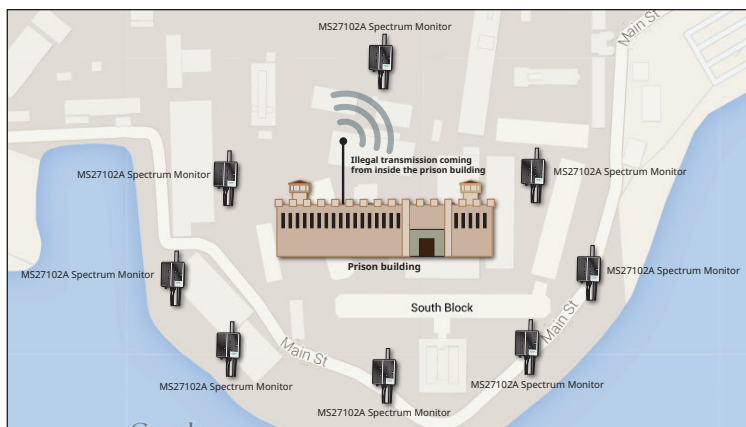 MS27102A Spectrum Monitor
Main St
Illegal transmission coming
from inside the prison building
MS27102A Spectrum Monitor
MS27102A Spectrum Monitor
Prison building
MS27102A Spectrum Monitor
MS27102A Spectrum Monitor
South Block
Main St
Main St
MS27102A Spectrum Monitor
MS27102A Spectrum Monitor
MS27102A Spectrum Monitor